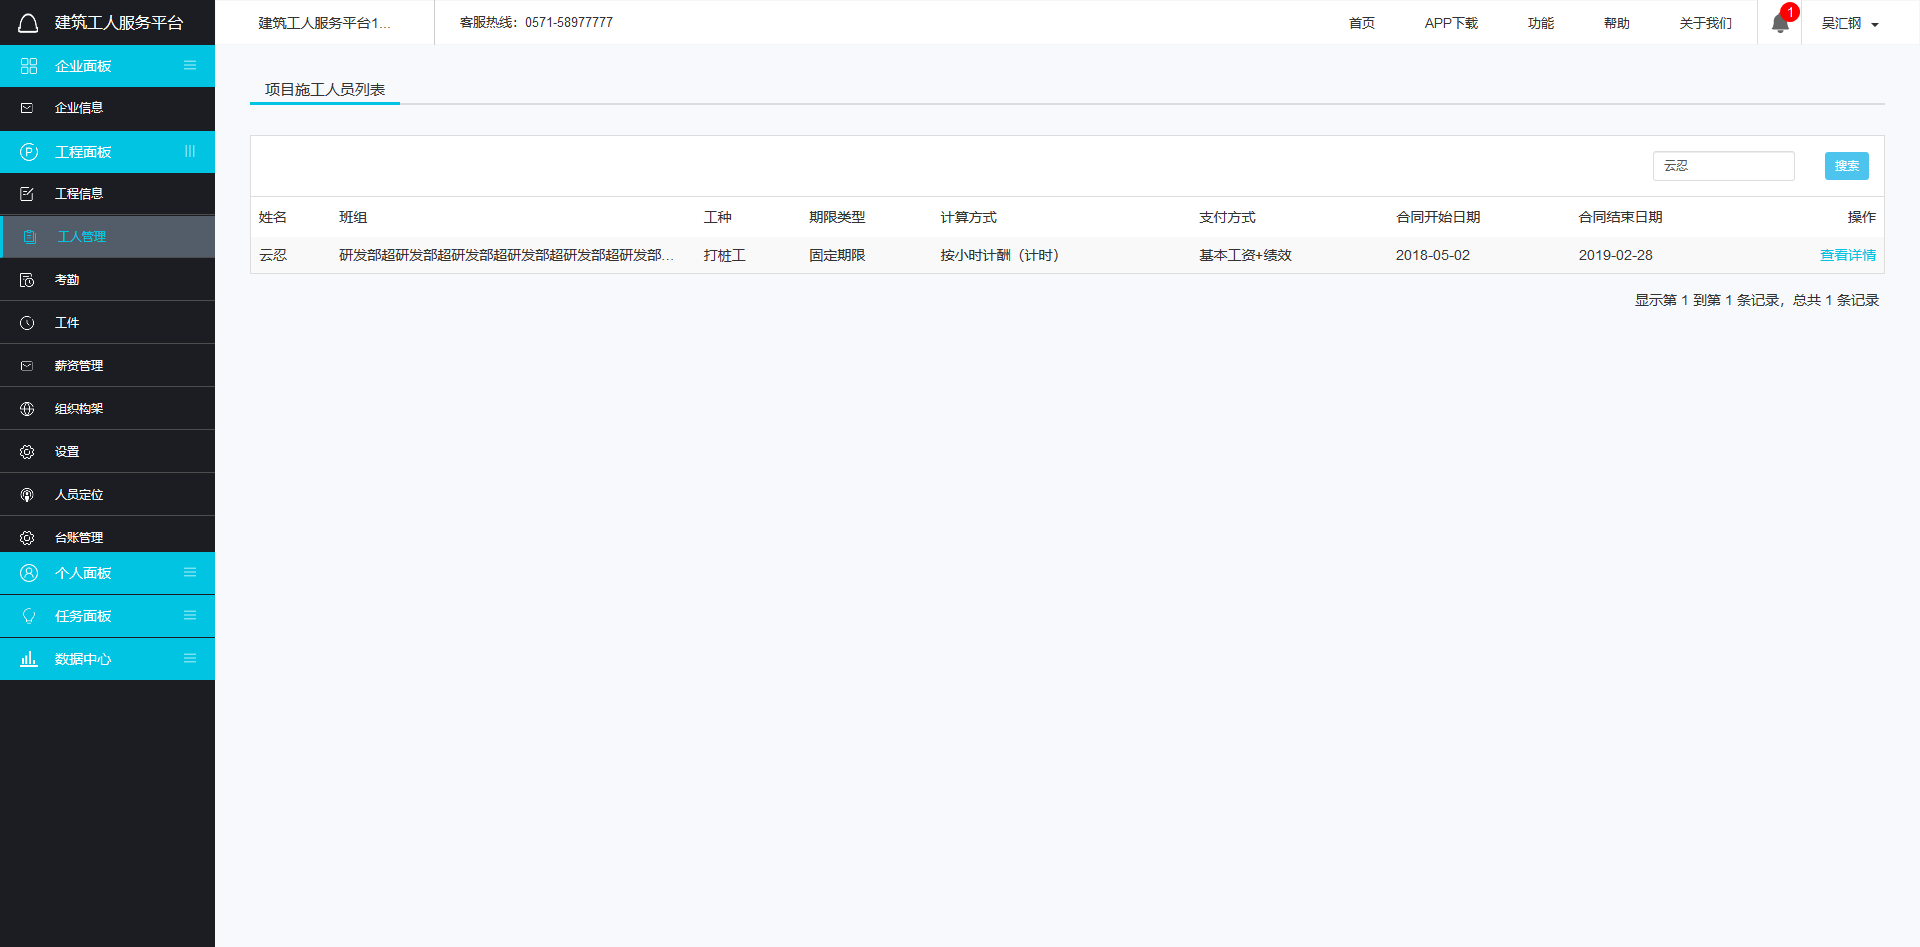 建筑工人服务平台
建筑工人服务平台1...
客服热线：0571-58977777
首页
APP下载
功能
帮助
关于我们
1
吴汇钢
企业面板
企业信息
工程面板
工程信息
工人管理
考勤
工件
薪资管理
组织构架
设置
人员定位
台账管理
个人面板
任务面板
数据中心
项目施工人员列表
云忍
搜索
姓名 班组 工种 期限类型 计算方式 支付方式 合同开始日期 合同结束日期 操作
云忍 研发部超研发部超研发部超研发部超研发部超研发部... 打桩工 固定期限 按小时计酬（计时） 基本工资+绩效 2018-05-02 2019-02-28 查看详情
显示第 1 到第 1 条记录，总共 1 条记录